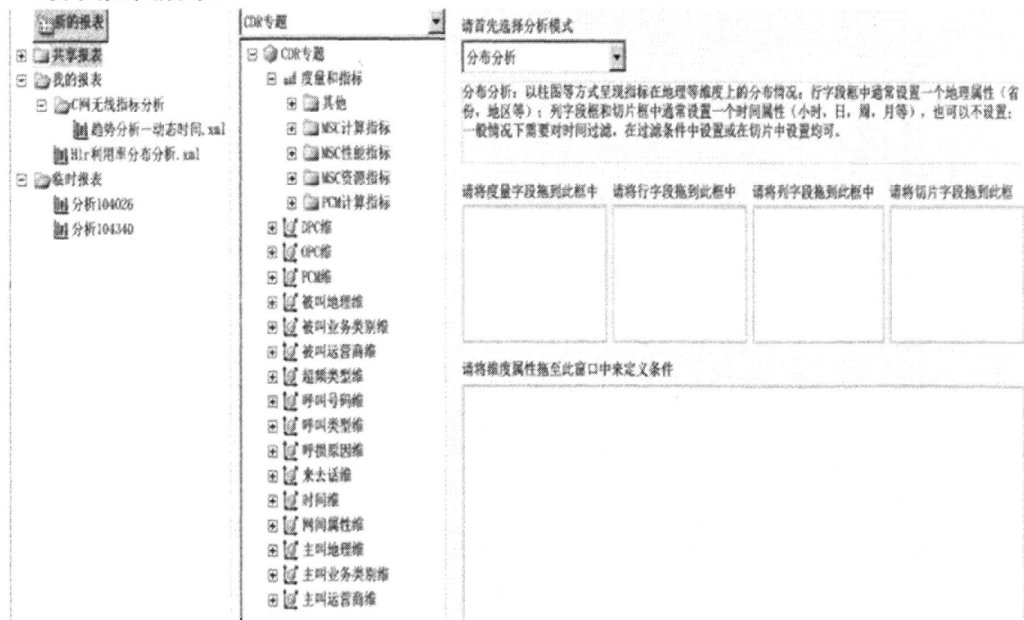 新的报表
共享报表
我的报表
C网无线指标分析
趋势分析-动态时间.xml
Hlr利用率分布分析.xml
临时报表
分析104026
分析104340
CDR专题
CDR专题
度量和指标
其他
MSC计算指标
MSC性能指标
MSC资源指标
PCM计算指标
DPC维
OPC维
PCM维
被叫地理维
被叫业务类别维
被叫运营商维
超频类型维
呼叫号码维
呼叫类型维
呼损原因维
来去话维
时间维
网间属性维
主叫地理维
主叫业务类别维
主叫运营商维
请首先选择分析模式
分布分析
分布分析：以柱图等方式呈现指标在地理等维度上的分布情况；行字段框中通常设置一个地理属性（省
份，地区等）；列字段框和切片框中通常设置一个时间属性（小时，日，周，月等），也可以不设置；
一般情况下需要对时间过滤，在过滤条件中设置或在切片中设置均可。
请将度量字段拖到此框中
请将行字段拖到此框中
请将列字段拖到此框中
请将切片字段拖到此框
请将维度属性拖至此窗口中来定义条件